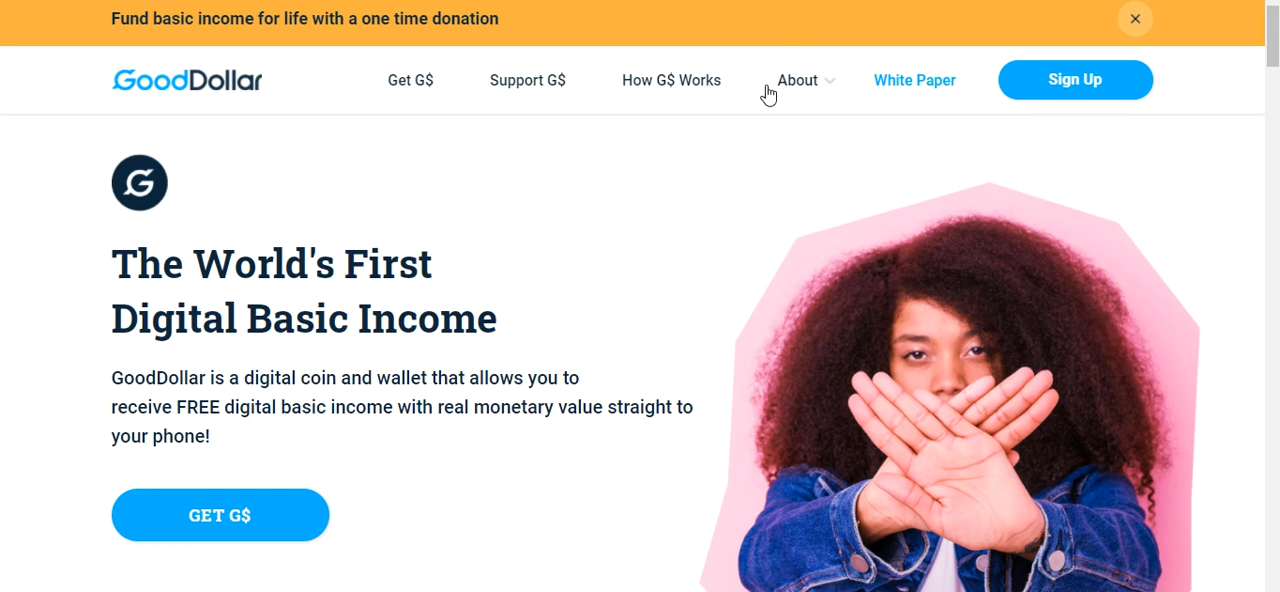 Fund basic income for life with a one time donation
GoodDollar
Get G$
Support G$
How G$ Works
About
White Paper
Sign Up
The World's First
Digital Basic Income
GoodDollar is a digital coin and wallet that allows you to
receive FREE digital basic income with real monetary value straight to
your phone!
GET G$